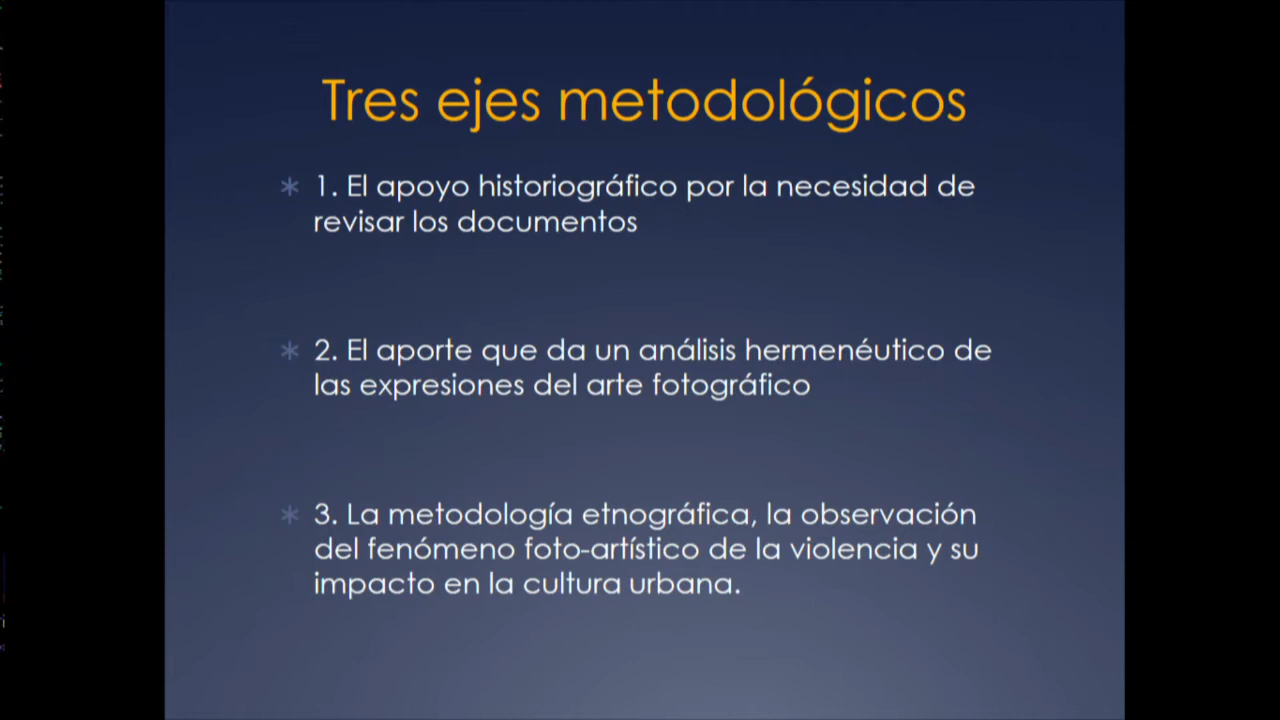 Tres ejes metodológicos
* 1. El apoyo historiográfico por la necesidad de
revisar los documentos
* 2. El aporte que da un análisis hermenéutico de
las expresiones del arte fotográfico
* 3. La metodología etnográfica, la observación
del fenómeno foto-artístico de la violencia y su
impacto en la cultura urbana.